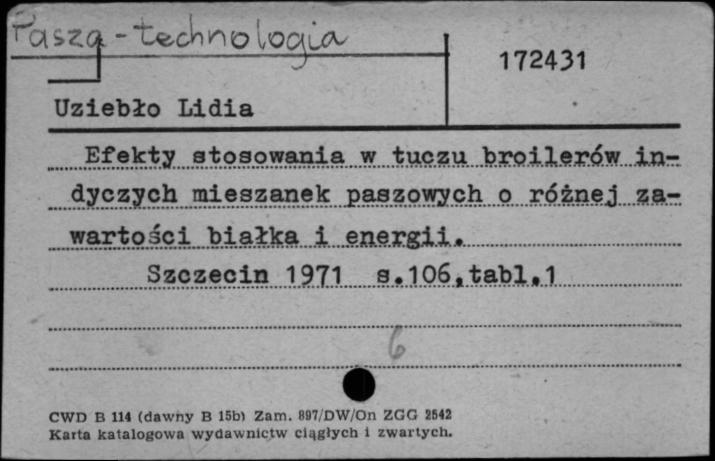 Pasza - technologia
172431
Uziebło Lidia
Efekty stosowania w tuczu broilerów in-
dyczych mieszanek paszowych o różnej za-
wartości białka i energii.
Szczecin 1971 s.106,tabl.1
6
CWD B 114 (dawny B 15b) Zam. 897/DW/On ZGG 2542
Karta katalogowa wydawnictw ciągłych i zwartych.